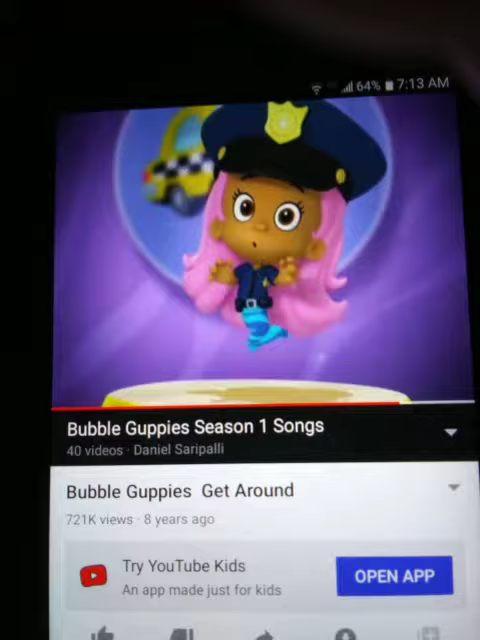 64% 7:13 AM
Bubble Guppies Season 1 Songs
40 videos · Daniel Saripalli
Bubble Guppies  Get Around
721K views · 8 years ago
Try YouTube Kids
An app made just for kids
OPEN APP